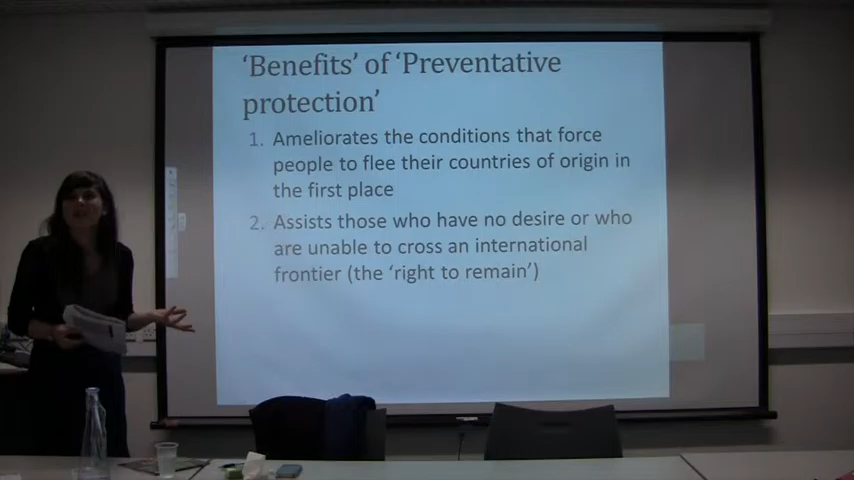 ‘Benefits’ of ‘Preventative
protection’
1. Ameliorates the conditions that force
people to flee their countries of origin in
the first place
2. Assists those who have no desire or who
are unable to cross an international
frontier (the ‘right to remain’)